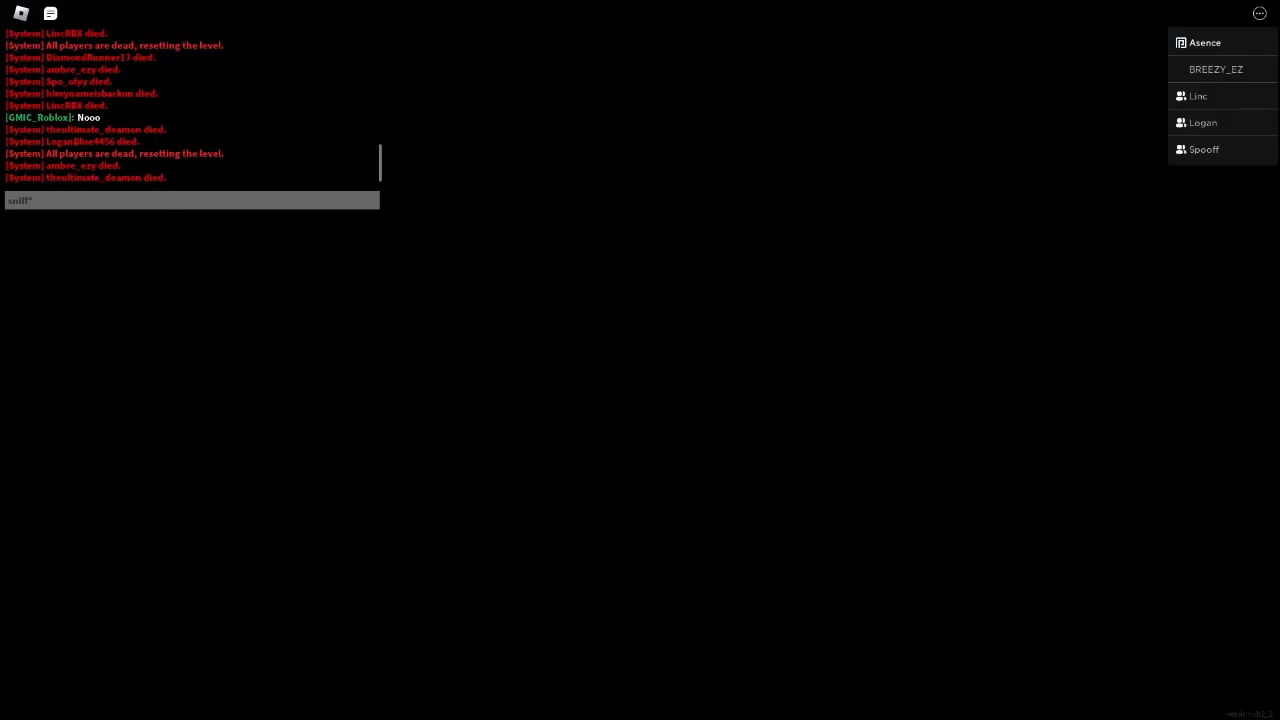 [System] LincRBX died.
[System] All players are dead, resetting the level.
[System] DiamondRunner17 died.
[System] ambre_ezy died.
[System] Spo_ofyy died.
[System] himynameisbackon died.
[System] LincRBX died.
[GMIC_Roblox]: Nooo
[System] theultimate_deamon died.
[System] LoganBlue4456 died.
[System] All players are dead, resetting the level.
[System] ambre_ezy died.
[System] theultimate_deamon died.
sniff*
Asence
BREEZY_EZ
Linc
Logan
Spooff
version